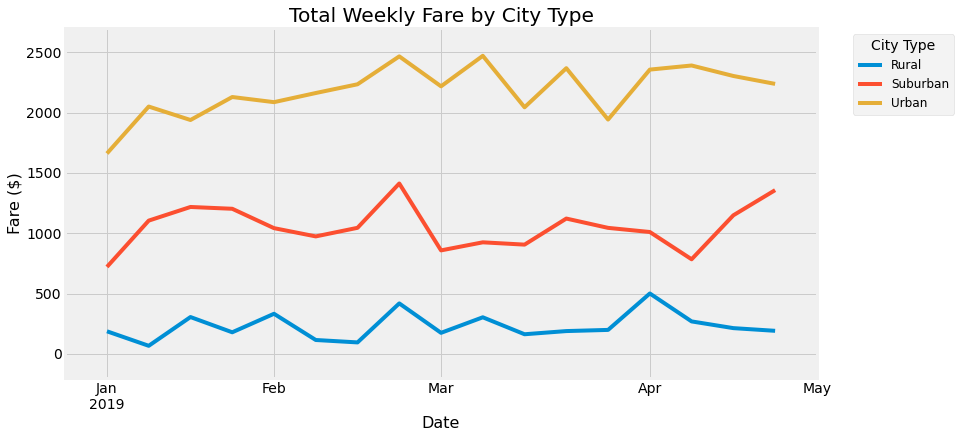 Total Weekly Fare by City Type
Fare ($)
2500
2000
1500
1000
500
0
Jan
2019
Feb
Mar
Apr
May
Date
City Type
Rural
Suburban
Urban